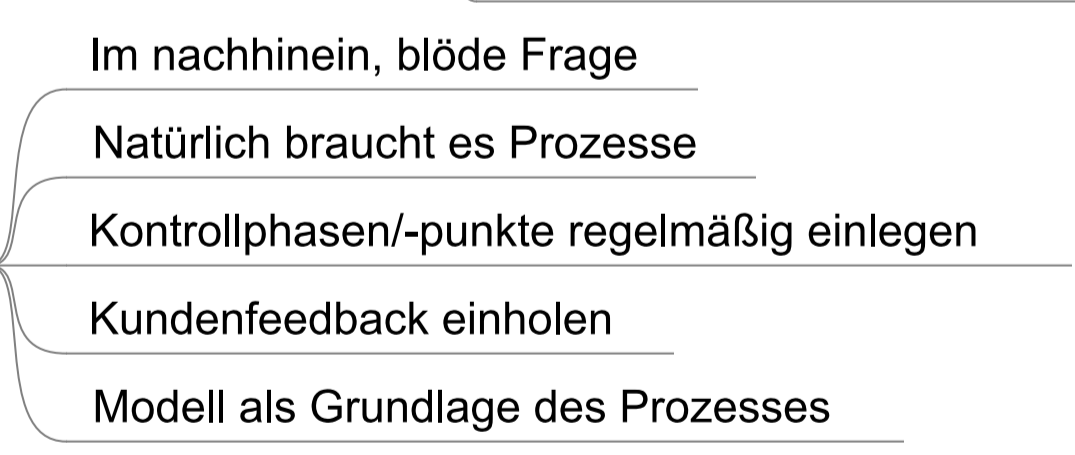 Im nachhinein, blöde Frage
Natürlich braucht es Prozesse
Kontrollphasen/-punkte regelmäßig einlegen
Kundenfeedback einholen
Modell als Grundlage des Prozesses